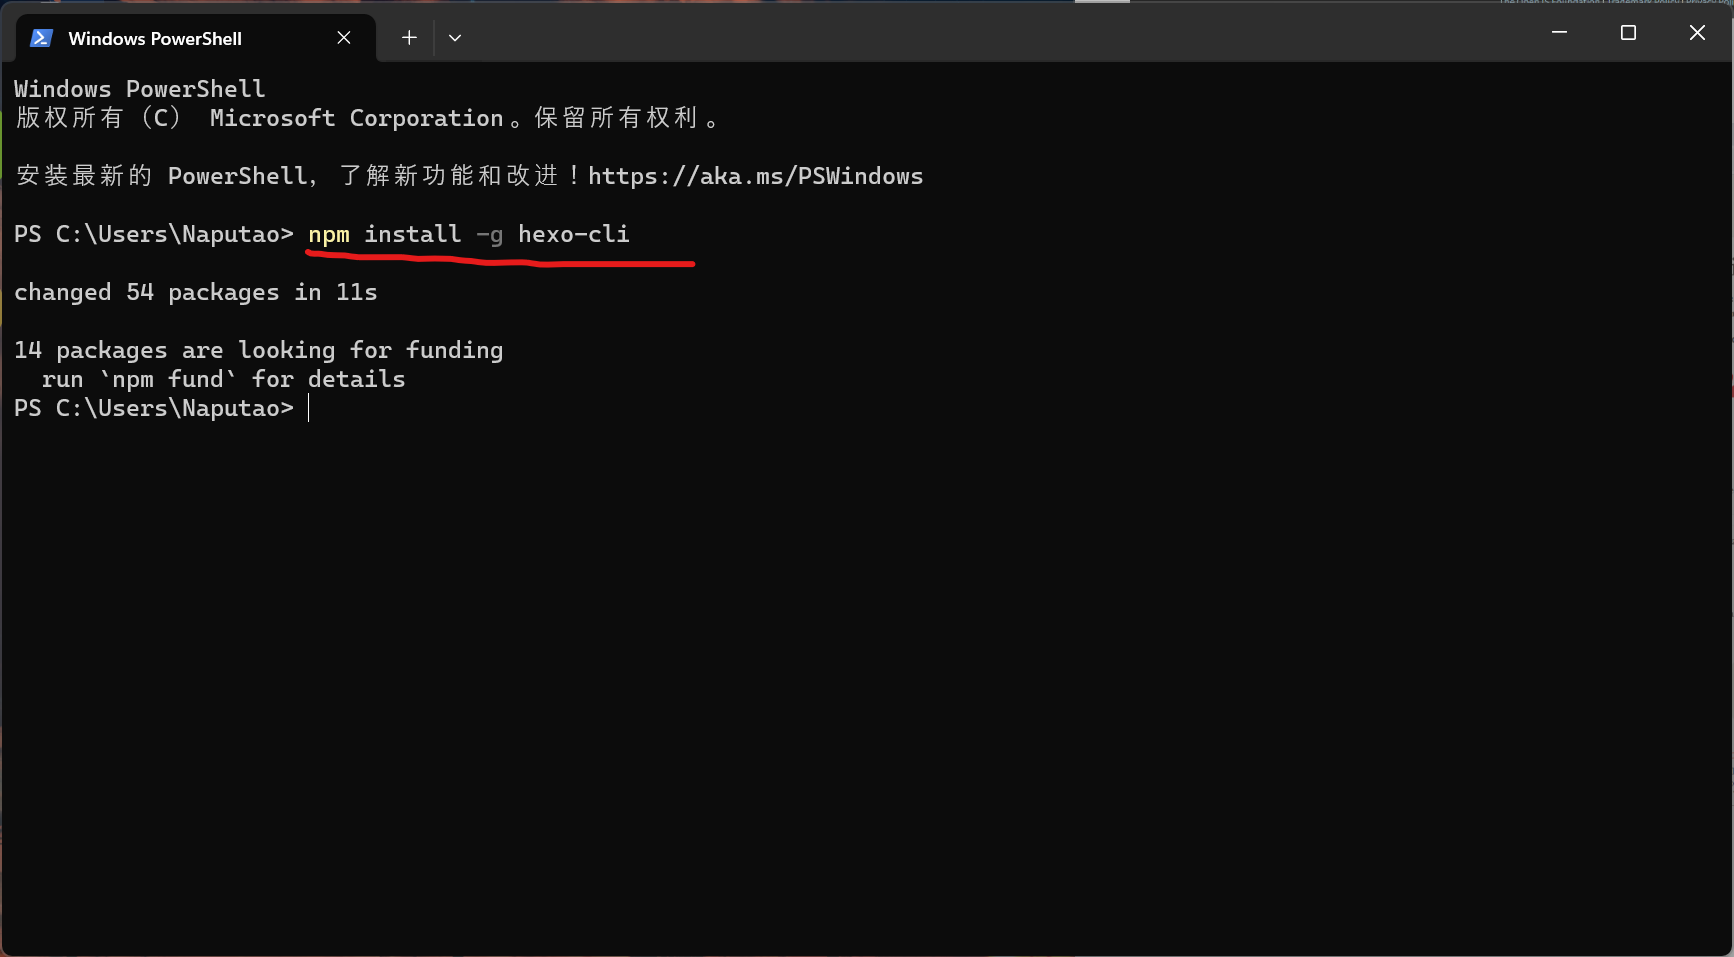 Windows PowerShell
Windows PowerShell
版权所有（C） Microsoft Corporation。保留所有权利。
安装最新的 PowerShell，了解新功能和改进！https://aka.ms/PSWindows
PS C:\Users\Naputao> npm install -g hexo-cli
changed 54 packages in 11s
14 packages are looking for funding
  run `npm fund` for details
PS C:\Users\Naputao>